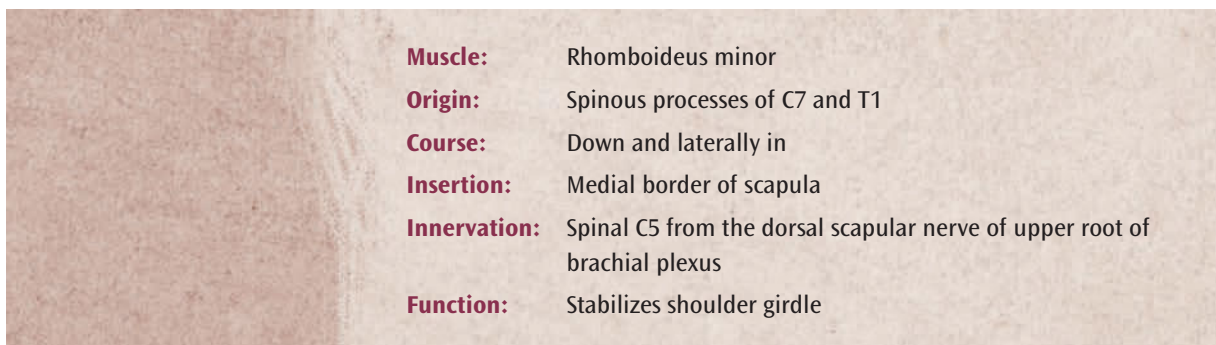 Muscle: Rhomboideus minor
Origin: Spinous processes of C7 and T1
Course: Down and laterally in
Insertion: Medial border of scapula
Innervation: Spinal C5 from the dorsal scapular nerve of upper root of
brachial plexus
Function: Stabilizes shoulder girdle